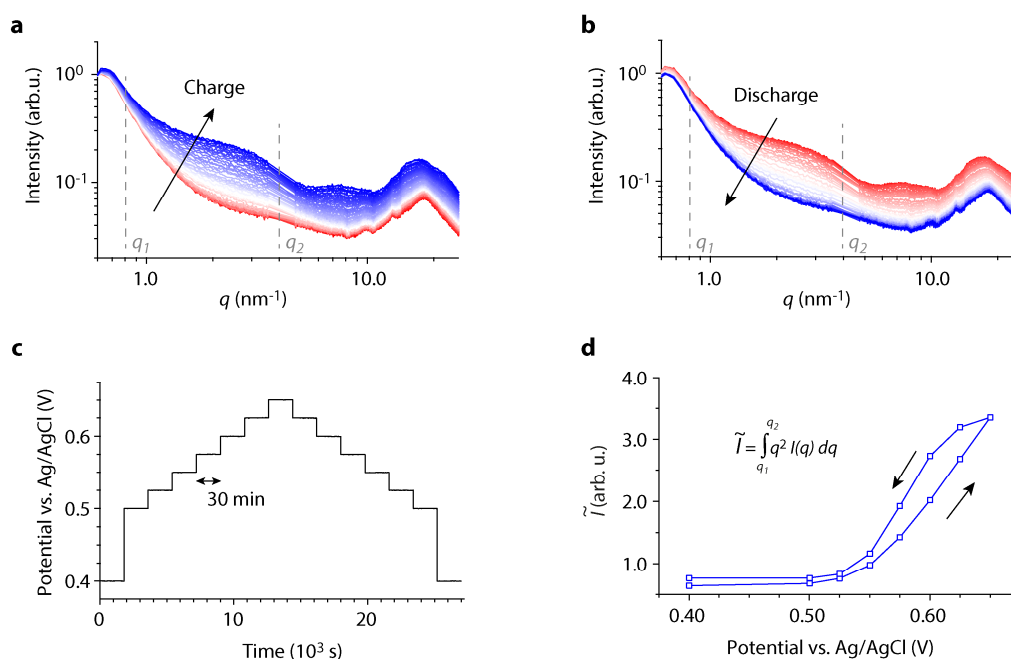 a
Intensity (arb.u.)
10⁰
10⁻¹
Charge
q₁
q₂
1.0
10.0
q (nm⁻¹)
b
Intensity (arb.u.)
10⁰
10⁻¹
Discharge
q₁
q₂
1.0
10.0
q (nm⁻¹)
c
Potential vs. Ag/AgCl (V)
0.6
0.5
0.4
30 min
0
10
20
Time (10³ s)
d
Ĩ (arb. u.)
4.0
3.0
2.0
1.0
Ĩ = ∫q₁q₂ q² I(q) dq
0.40
0.50
0.60
Potential vs. Ag/AgCl (V)